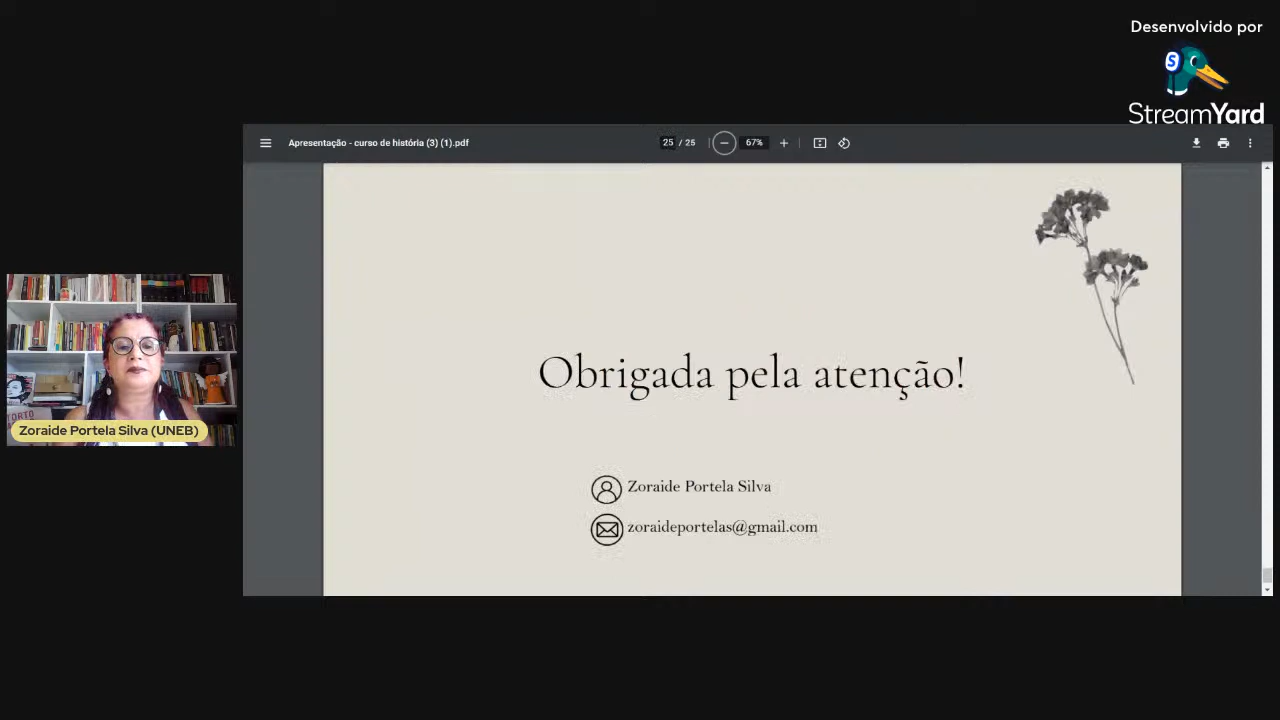 Desenvolvido por
StreamYard
Apresentação - curso de história (3) (1).pdf
25 / 25
67%
Obrigada pela atenção!
Zoraide Portela Silva
zoraideportelas@gmail.com
TORTO
Zoraide Portela Silva (UNEB)